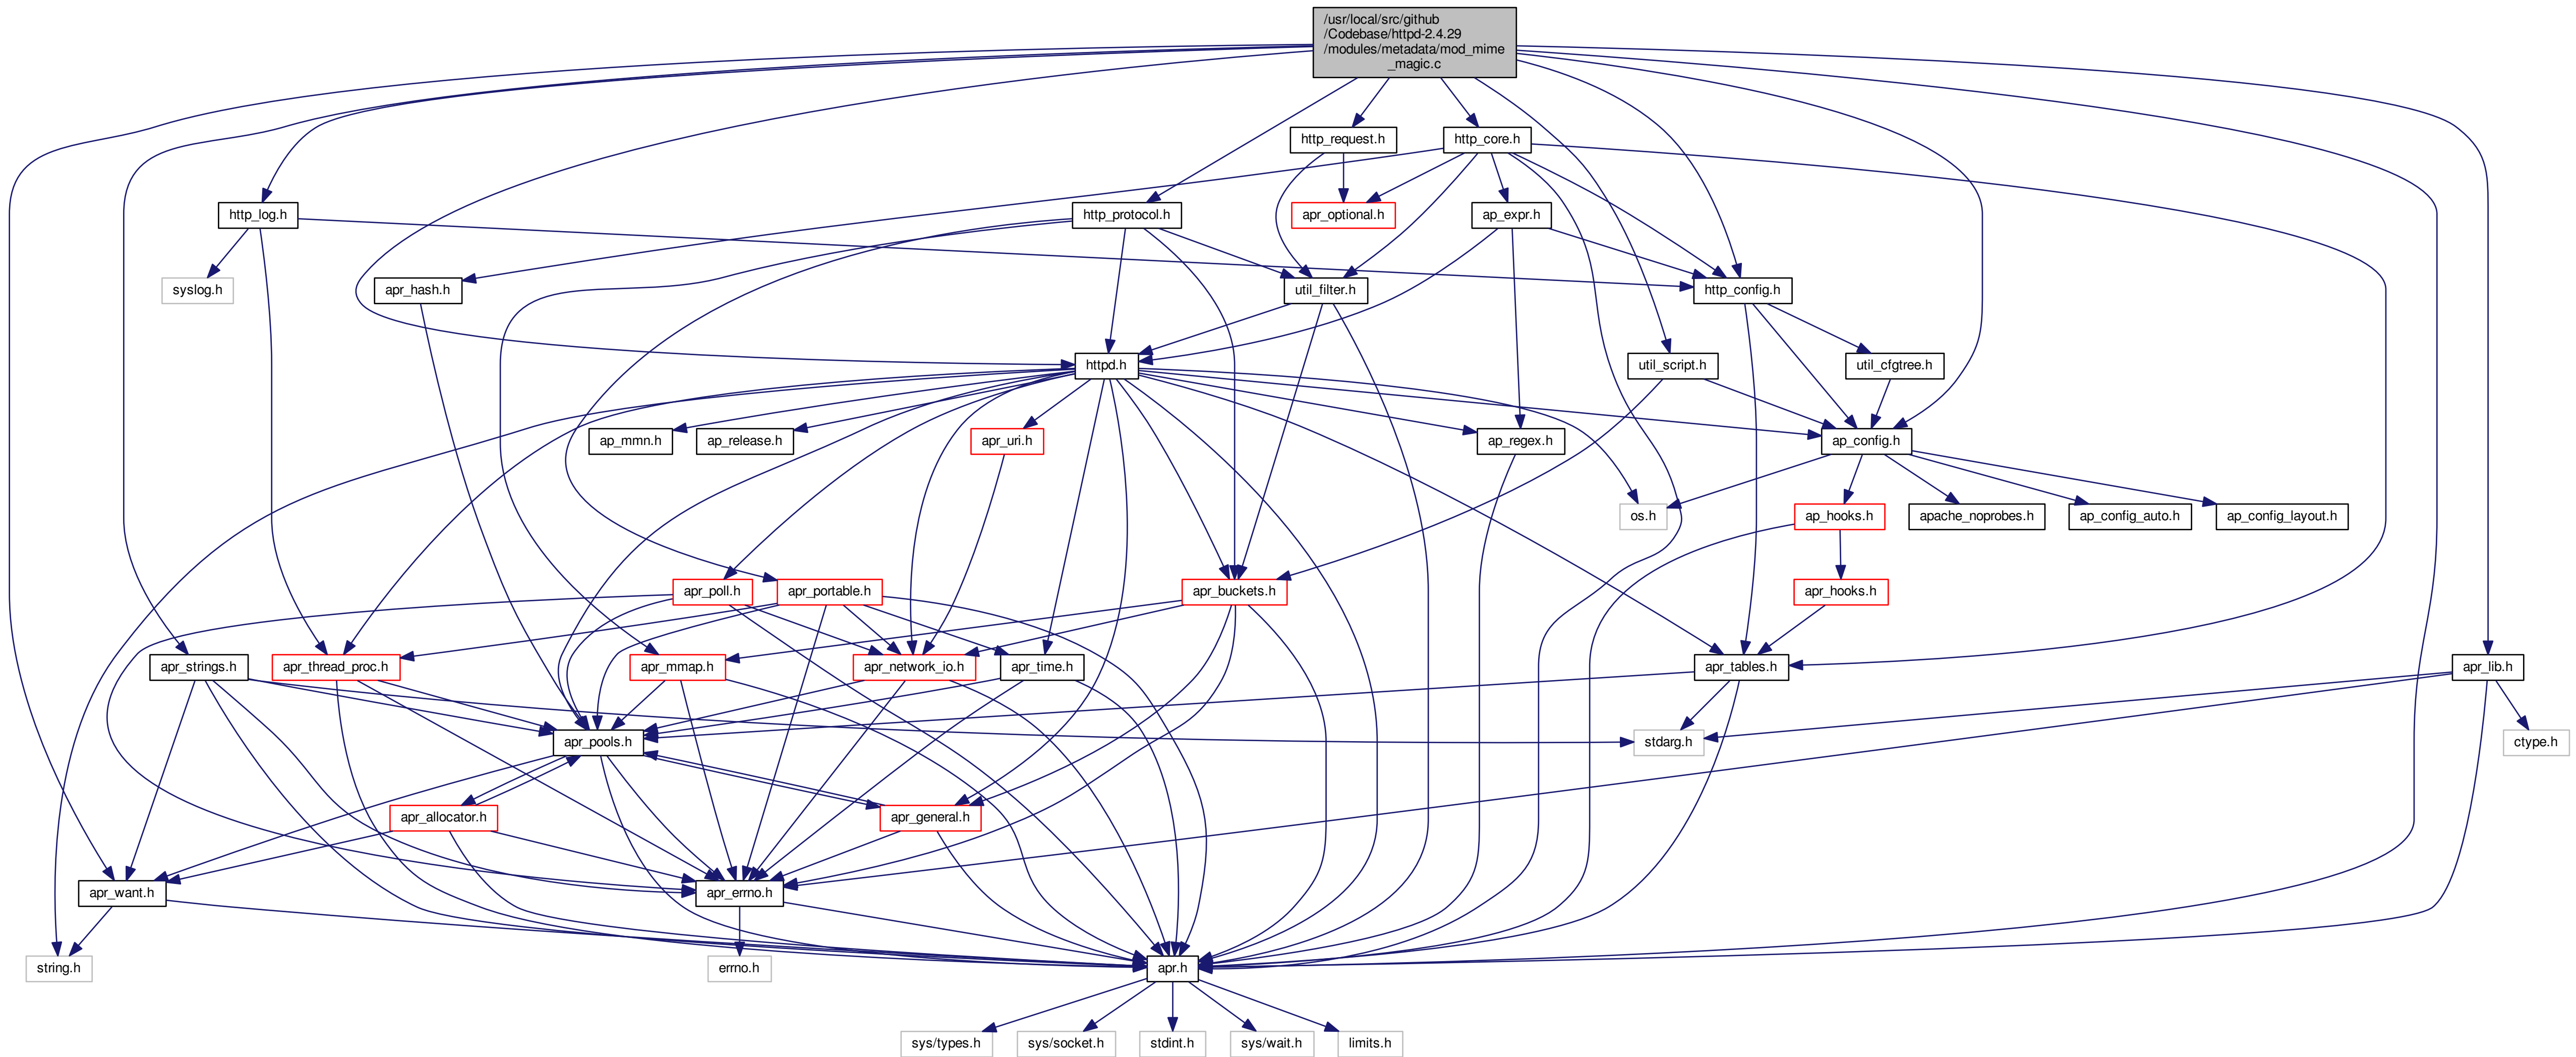 /usr/local/src/github
/Codebase/httpd-2.4.29
/modules/metadata/mod_mime
_magic.c
http_request.h
http_core.h
http_log.h
http_protocol.h
apr_optional.h
ap_expr.h
syslog.h
apr_hash.h
util_filter.h
http_config.h
httpd.h
util_script.h
util_cfgtree.h
ap_mmn.h
ap_release.h
apr_uri.h
ap_regex.h
ap_config.h
os.h
ap_hooks.h
apache_noprobes.h
ap_config_auto.h
ap_config_layout.h
apr_poll.h
apr_portable.h
apr_buckets.h
apr_hooks.h
apr_strings.h
apr_thread_proc.h
apr_mmap.h
apr_network_io.h
apr_time.h
apr_tables.h
apr_lib.h
apr_pools.h
stdarg.h
ctype.h
apr_allocator.h
apr_general.h
apr_want.h
apr_errno.h
string.h
errno.h
apr.h
sys/types.h
sys/socket.h
stdint.h
sys/wait.h
limits.h